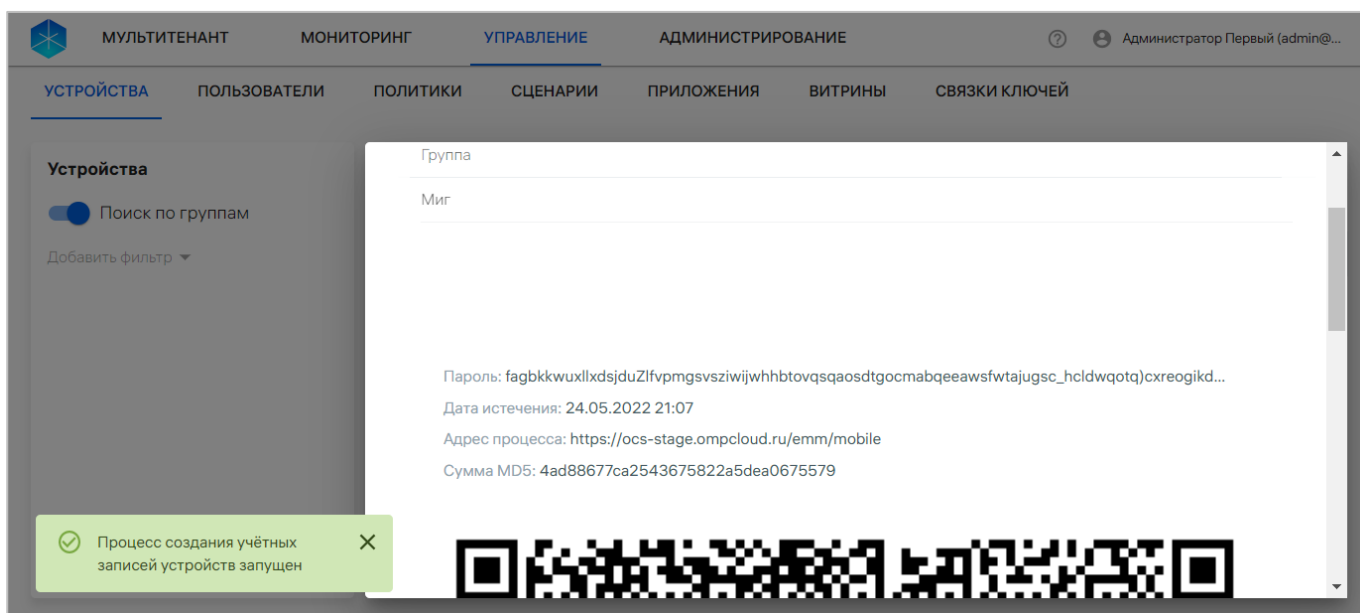 МУЛЬТИТЕНАНТ МОНИТОРИНГ УПРАВЛЕНИЕ АДМИНИСТРИРОВАНИЕ Администратор Первый (admin@...
УСТРОЙСТВА ПОЛЬЗОВАТЕЛИ ПОЛИТИКИ СЦЕНАРИИ ПРИЛОЖЕНИЯ ВИТРИНЫ СВЯЗКИ КЛЮЧЕЙ
Устройства
Поиск по группам
Добавить фильтр
Группа
Миг
Пароль: fagbkkwuxllxdsjduZlfvpmgsvsziwijwhhbtovqsqaosdtgocmabqeeawsfwtajugsc_hcldwqotq)cxreogikd...
Дата истечения: 24.05.2022 21:07
Адрес процесса: https://ocs-stage.ompcloud.ru/emm/mobile
Сумма MD5: 4ad88677ca2543675822a5dea0675579
Процесс создания учётных
записей устройств запущен